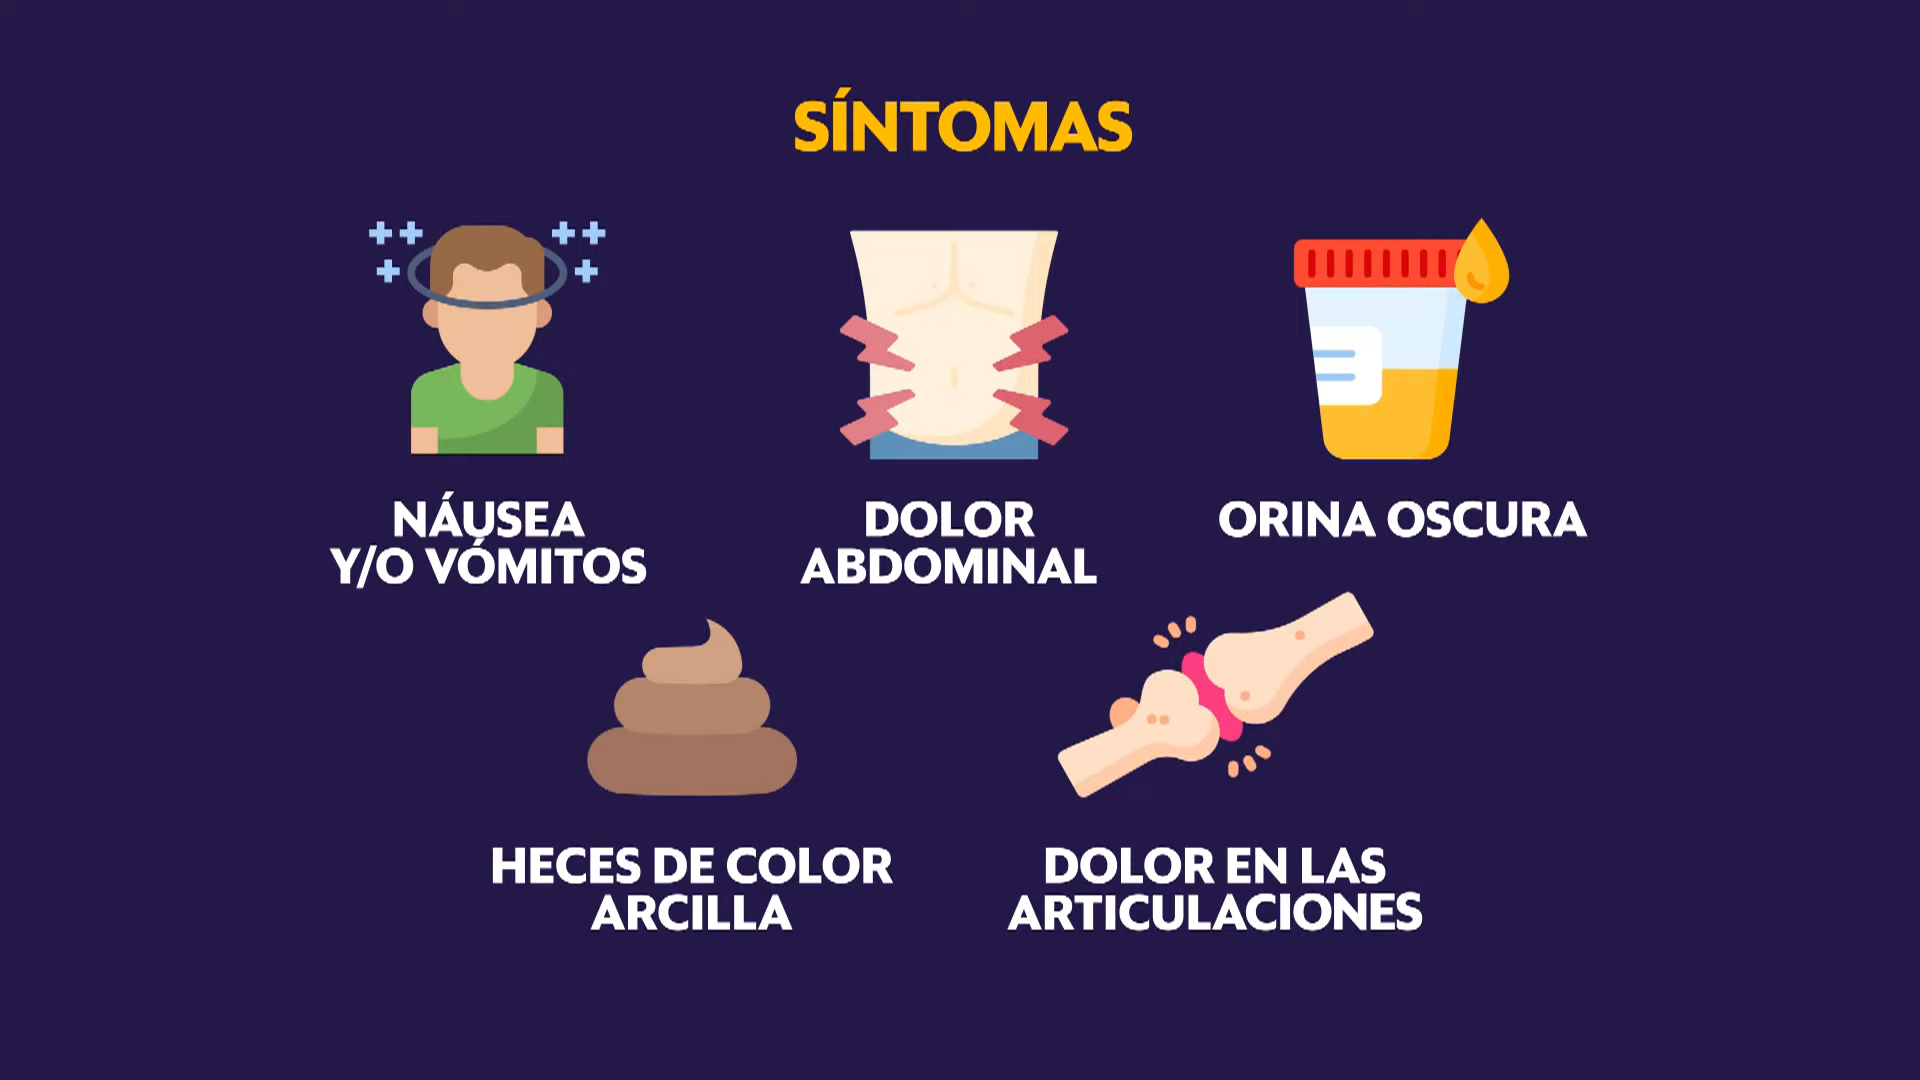 SÍNTOMAS
NÁUSEA
Y/O VÓMITOS
DOLOR
ABDOMINAL
ORINA OSCURA
HECES DE COLOR
ARCILLA
DOLOR EN LAS
ARTICULACIONES